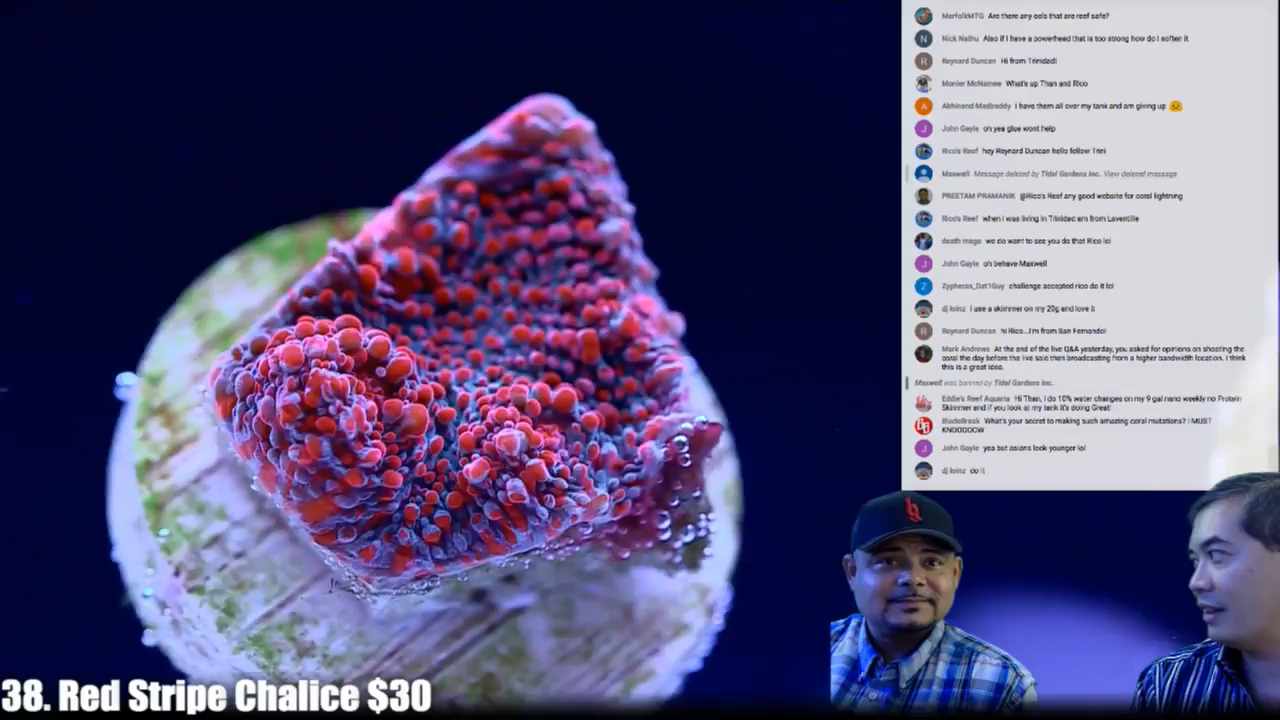 MerfolkMTG Are there any eels that are reef safe?
Nick Nathu Also if I have a powerhead that is too strong how do I soften it
Reynard Duncan Hi from Trinidad!
Monier McNamee What's up Than and Rico
Abhinand Madireddy i have them all over my tank and am giving up
John Gayle oh yea glue wont help
Rico's Reef hey Reynard Duncan hello fellow Trini
Maxwell Message deleted by Tidal Gardens Inc. View deleted message
PREETAM PRAMANIK @Rico's Reef any good website for coral lightning
Rico's Reef when I was living in Trinidad am from Laventille
death mage we do want to see you do that Rico lol
John Gayle oh behave Maxwell
Zypheras_Dat1Guy challenge accepted rico do it lol
dj loinz i use a skimmer on my 20g and love it
Reynard Duncan hi Rico...I'm from San Fernando!
Mark Andrews At the end of the live Q&A yesterday, you asked for opinions on shooting the
coral the day before the live sale then broadcasting from a higher bandwidth location. I think
this is a great idea.
Maxwell was banned by Tidal Gardens Inc.
Eddie's Reef Aquaria Hi Than, I do 10% water changes on my 9 gal nano weekly no Protein
Skimmer and if you look at my tank it's doing Great!
BladeBreak What's your secret to making such amazing coral mutations? I MUST
KNOOOOOW
John Gayle yea but asians look younger lol
dj loinz do it
38. Red Stripe Chalice $30